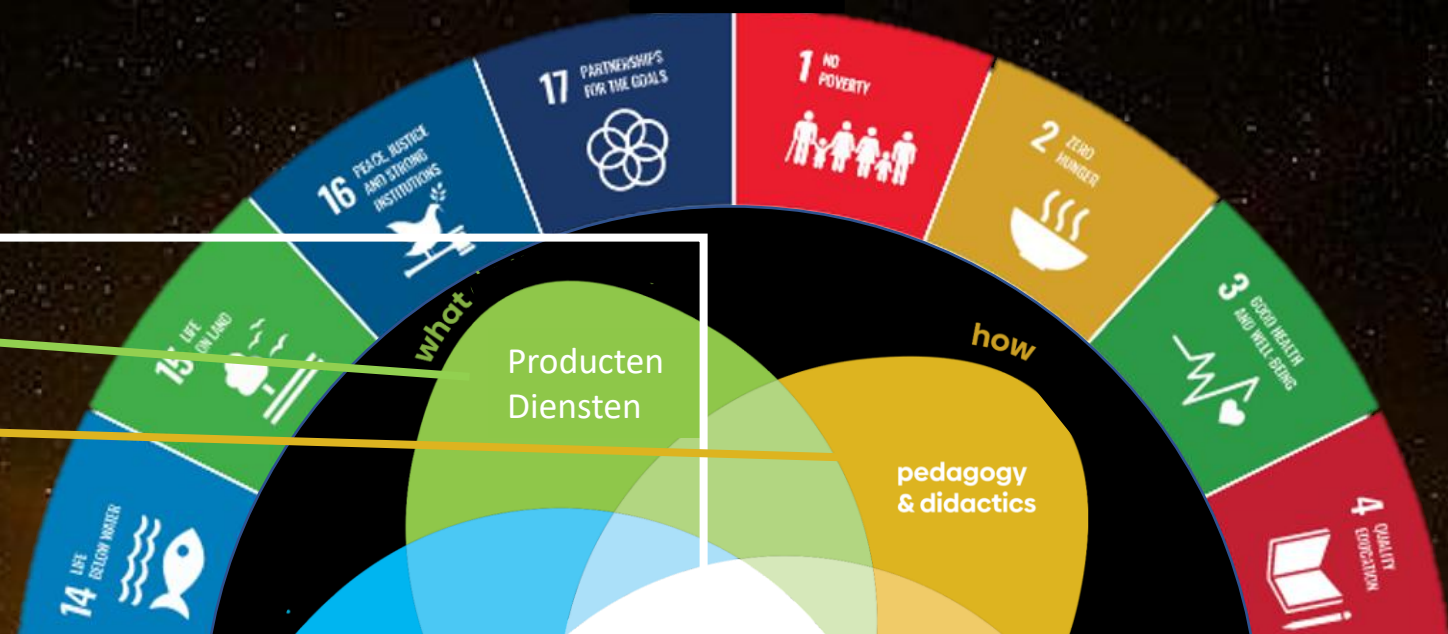 17 PARTNERSHIPS
FOR THE GOALS
1 NO
POVERTY
16 PEACE, JUSTICE
AND STRONG
INSTITUTIONS
2 ZERO
HUNGER
15 LIFE
ON LAND
3 GOOD HEALTH
AND WELL-BEING
what
how
Producten
Diensten
pedagogy
& didactics
14 LIFE
BELOW WATER
4 QUALITY
EDUCATION